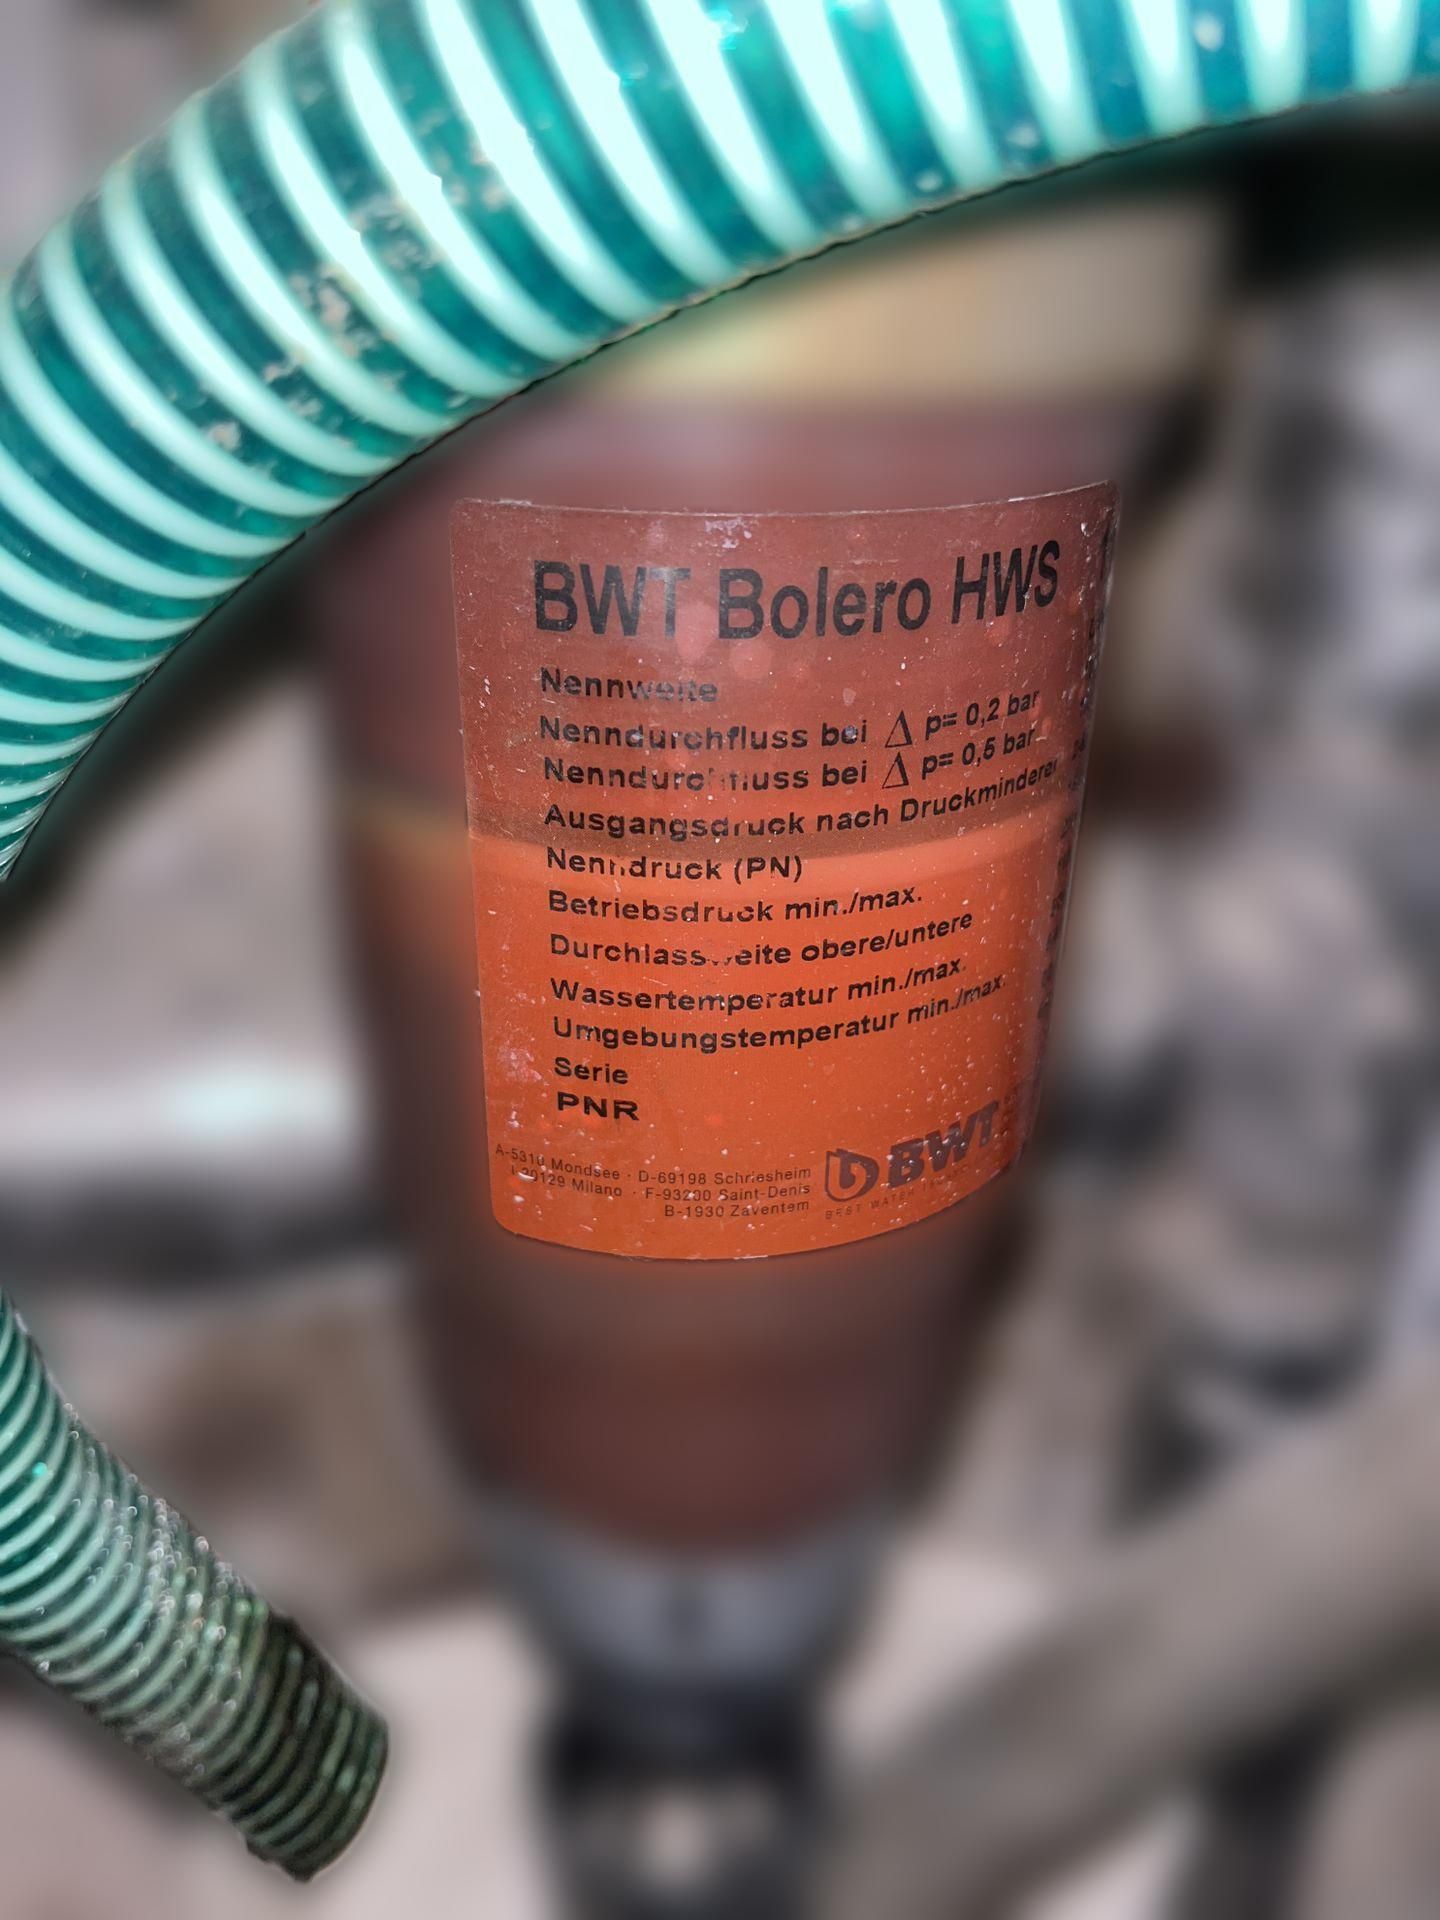 BWT Bolero HWS
Nennweite
Nenndurchfluss bei Δ p= 0,2 bar
Nenndurchfluss bei Δ p= 0,5 bar
Ausgangsdruck nach Druckminderer
Nenndruck (PN)
Betriebsdruck min./max.
Durchlassweite obere/untere
Wassertemperatur min./max.
Umgebungstemperatur min./max.
Serie
PNR
A-5310 Mondsee · D-69198 Schriesheim
I-20129 Milano · F-93200 Saint-Denis
B-1930 Zaventem
BWT
BEST WATER